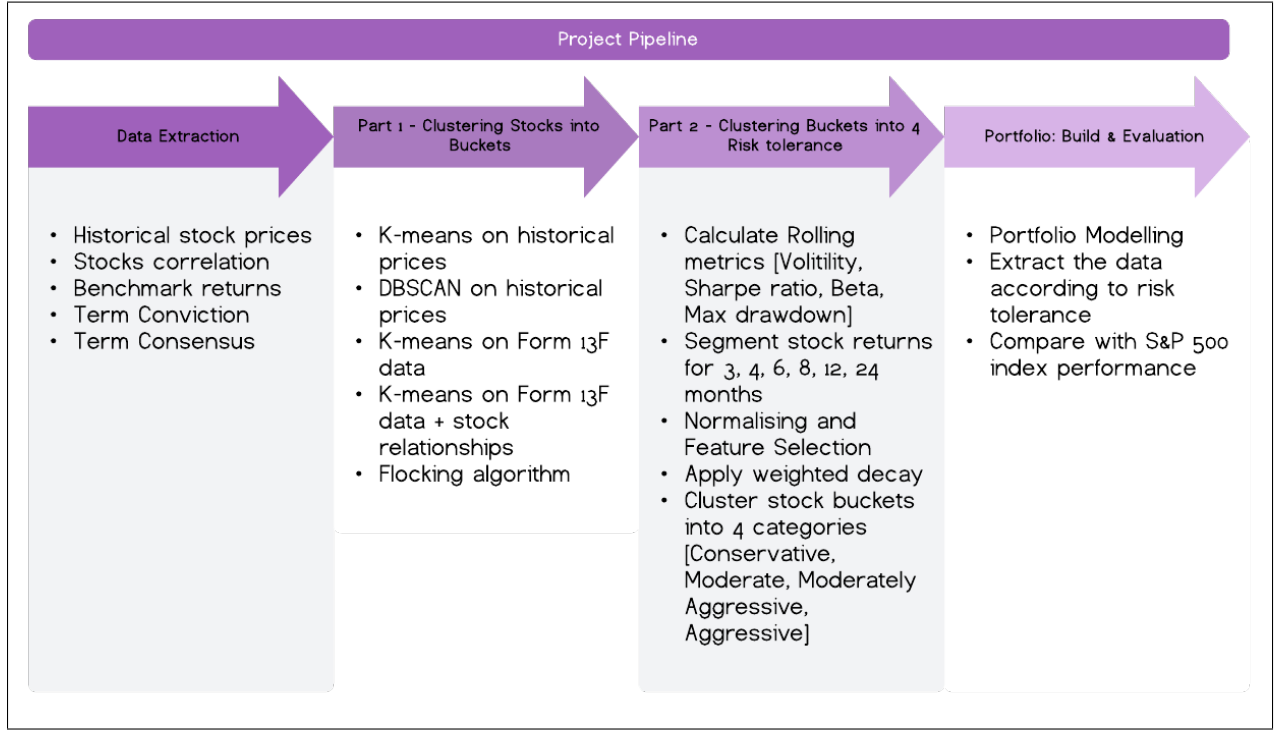 Project Pipeline
Data Extraction
Part 1 - Clustering Stocks into
Buckets
Part 2 - Clustering Buckets into 4
Risk tolerance
Portfolio: Build & Evaluation
• Historical stock prices
• Stocks correlation
• Benchmark returns
• Term Conviction
• Term Consensus
• K-means on historical
prices
• DBSCAN on historical
prices
• K-means on Form 13F
data
• K-means on Form 13F
data + stock
relationships
• Flocking algorithm
• Calculate Rolling
metrics [Volitility,
Sharpe ratio, Beta,
Max drawdown]
• Segment stock returns
for 3, 4, 6, 8, 12, 24
months
• Normalising and
Feature Selection
• Apply weighted decay
• Cluster stock buckets
into 4 categories
[Conservative,
Moderate, Moderately
Aggressive,
Aggressive]
• Portfolio Modelling
• Extract the data
according to risk
tolerance
• Compare with S&P 500
index performance